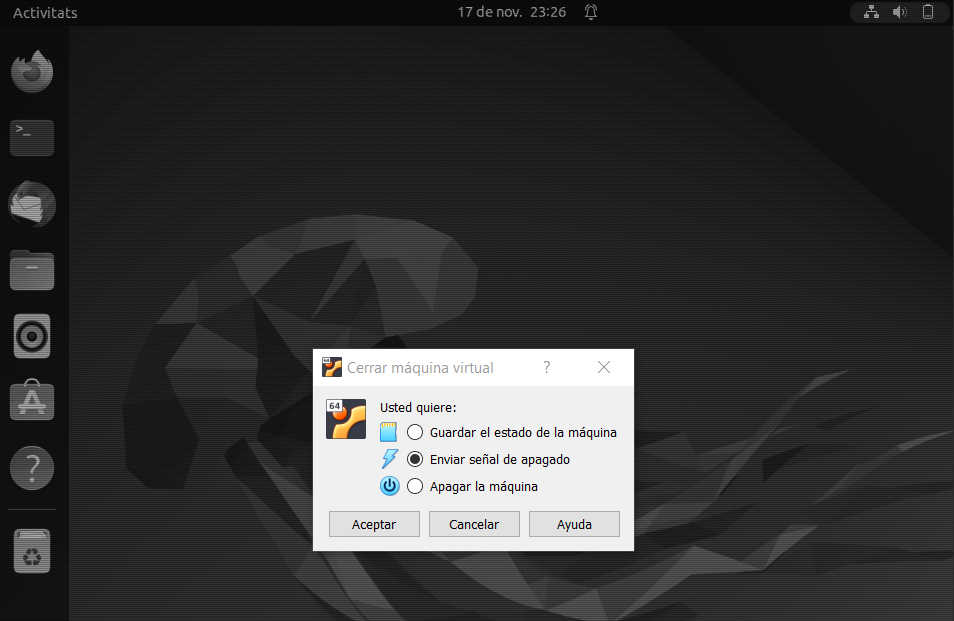 Activitats
17 de nov. 23:26
>_
?
Cerrar máquina virtual ?
64
64
Usted quiere:
Guardar el estado de la máquina
Enviar señal de apagado
Apagar la máquina
Aceptar Cancelar Ayuda